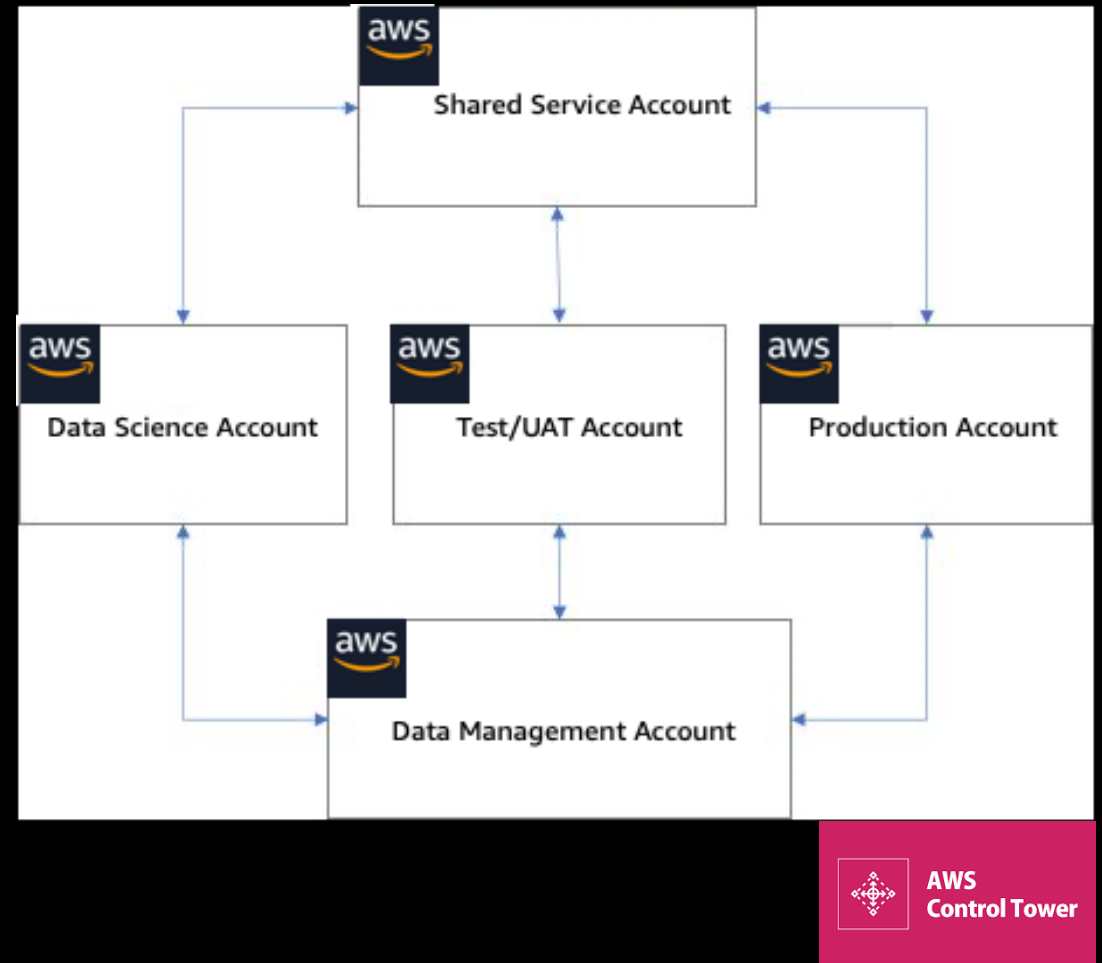 aws
Shared Service Account
aws
Data Science Account
aws
Test/UAT Account
aws
Production Account
aws
Data Management Account
AWS
Control Tower